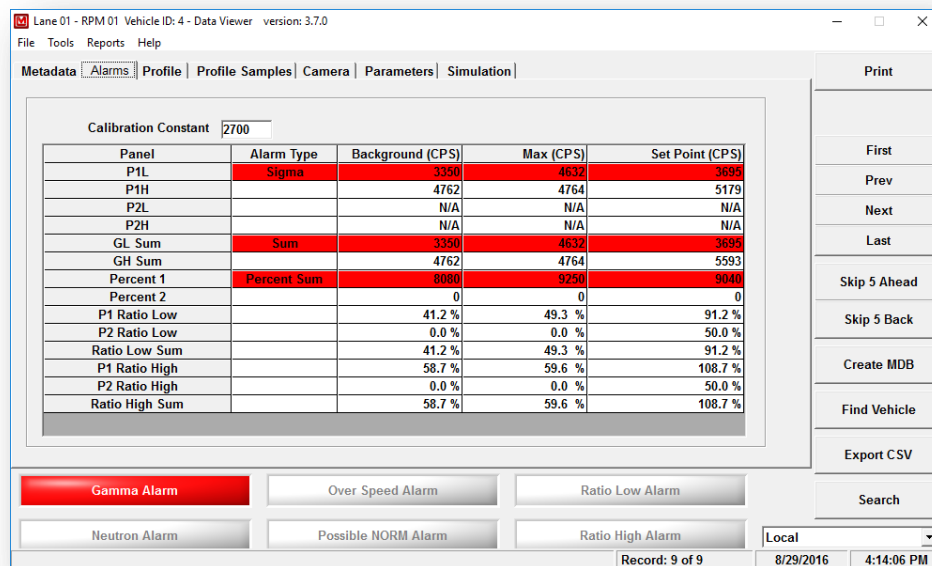 Lane 01 - RPM 01 Vehicle ID: 4 - Data Viewer version: 3.7.0
File Tools Reports Help
Metadata Alarms Profile Profile Samples Camera Parameters Simulation
Print
Calibration Constant 2700
Panel Alarm Type Background (CPS) Max (CPS) Set Point (CPS)
P1L Sigma 3350 4632 3695
P1H 4762 4764 5179
P2L N/A N/A N/A
P2H N/A N/A N/A
GL Sum Sum 3350 4632 3695
GH Sum 4762 4764 5593
Percent 1 Percent Sum 8080 9250 9040
Percent 2 0 0 0
P1 Ratio Low 41.2 % 49.3 % 91.2 %
P2 Ratio Low 0.0 % 0.0 % 50.0 %
Ratio Low Sum 41.2 % 49.3 % 91.2 %
P1 Ratio High 58.7 % 59.6 % 108.7 %
P2 Ratio High 0.0 % 0.0 % 50.0 %
Ratio High Sum 58.7 % 59.6 % 108.7 %
First
Prev
Next
Last
Skip 5 Ahead
Skip 5 Back
Create MDB
Find Vehicle
Export CSV
Search
Gamma Alarm Over Speed Alarm Ratio Low Alarm
Neutron Alarm Possible NORM Alarm Ratio High Alarm
Local
Record: 9 of 9 8/29/2016 4:14:06 PM